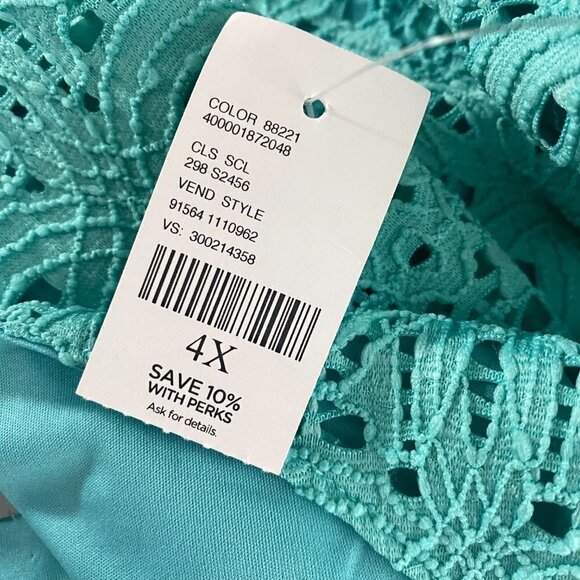 COLOR 88221
400001872048
CLS SCL
298 S2456
VEND STYLE
91564 1110962
VS: 300214358
4X
SAVE 10%
WITH PERKS
Ask for details.